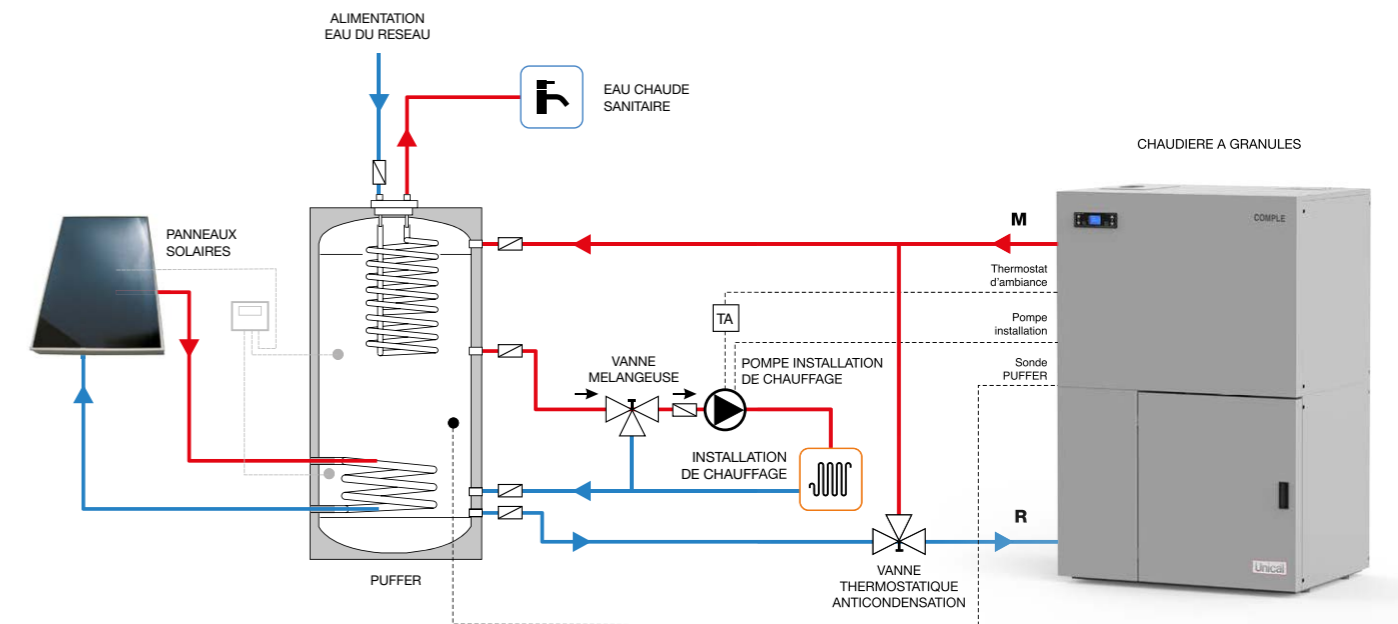 ALIMENTATION
EAU DU RESEAU
EAU CHAUDE
SANITAIRE
CHAUDIERE A GRANULES
PANNEAUX
SOLAIRES
M
COMPLE
Thermostat
d'ambiance
TA
Pompe
installation
VANNE
MELANGEUSE
POMPE INSTALLATION
DE CHAUFFAGE
Sonde
PUFFER
INSTALLATION
DE CHAUFFAGE
R
PUFFER
VANNE
THERMOSTATIQUE
ANTICONDENSATION
Unical